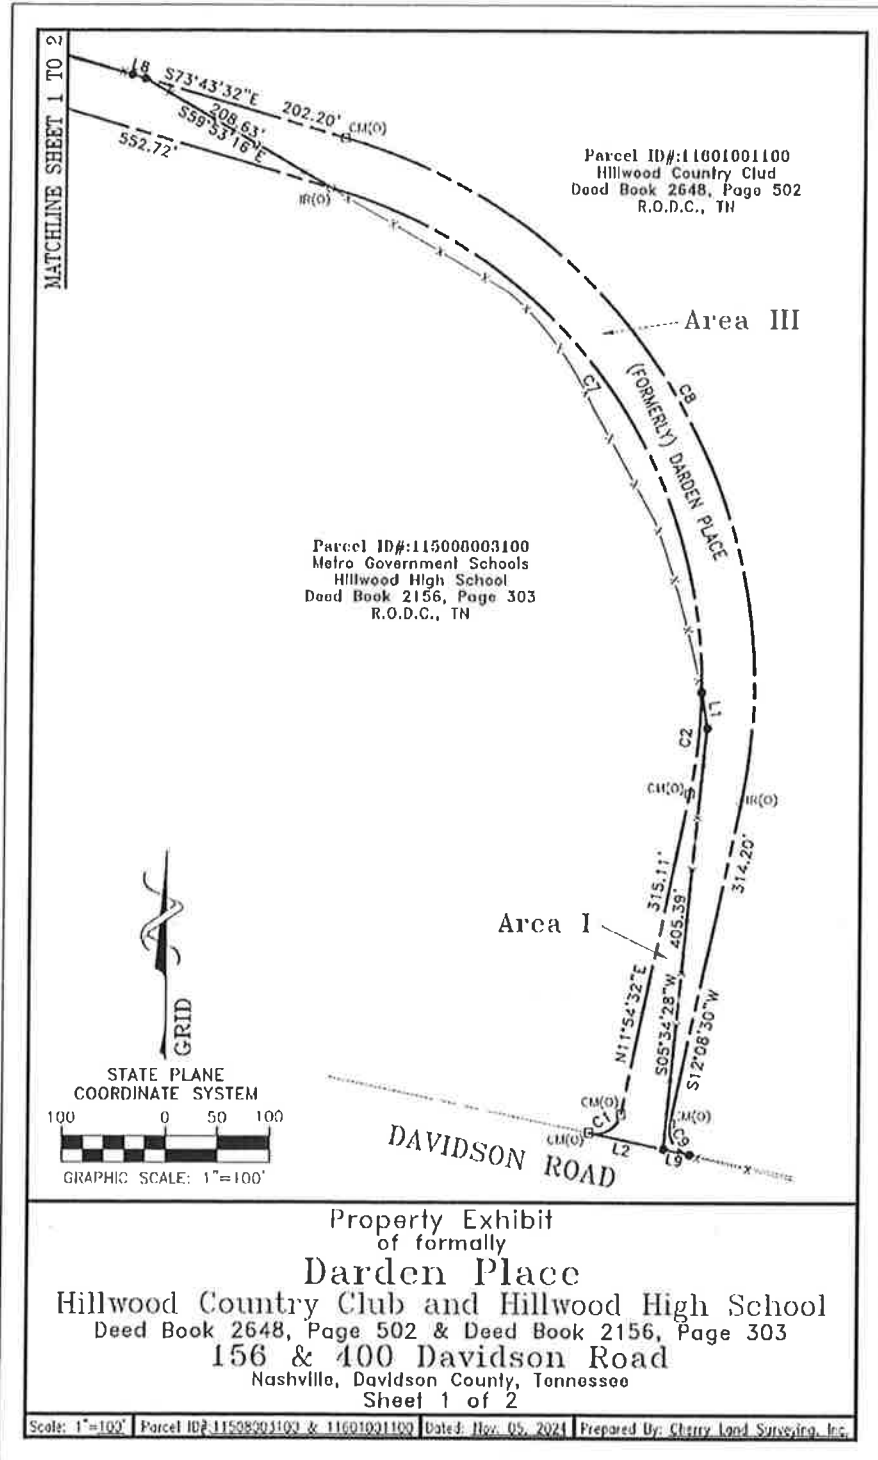 MATCHLINE SHEET 1 TO 2
L8
S73°43'32"E
202.20'
CM(O)
208.63'
S59°53'16"E
552.72'
IR(O)
Parcel ID#:11601001100
Hillwood Country Clud
Deed Book 2648, Page 502
R.O.D.C., TN
Area III
C8
C7
(FORMERLY) DARDEN PLACE
Parcel ID#:115008003100
Metro Government Schools
Hillwood High School
Deed Book 2156, Page 303
R.O.D.C., TN
L1
C2
CM(O)
IR(O)
315.11'
405.39'
314.20'
Area I
N11°54'32"E
S05°34'28"W
S12°08'30"W
GRID
STATE PLANE
COORDINATE SYSTEM
100 0 50 100
GRAPHIC SCALE: 1"=100'
CM(O)
C1
CM(O)
CM(O)
C9
L2
L9
DAVIDSON ROAD
Property Exhibit
of formally
Darden Place
Hillwood Country Club and Hillwood High School
Deed Book 2648, Page 502 & Deed Book 2156, Page 303
156 & 400 Davidson Road
Nashville, Davidson County, Tennessee
Sheet 1 of 2
Scale: 1"=100' Parcel ID#: & 11601001100 Dated: Nov. 05, 2024 Prepared By: Cherry Land Surveying, Inc.